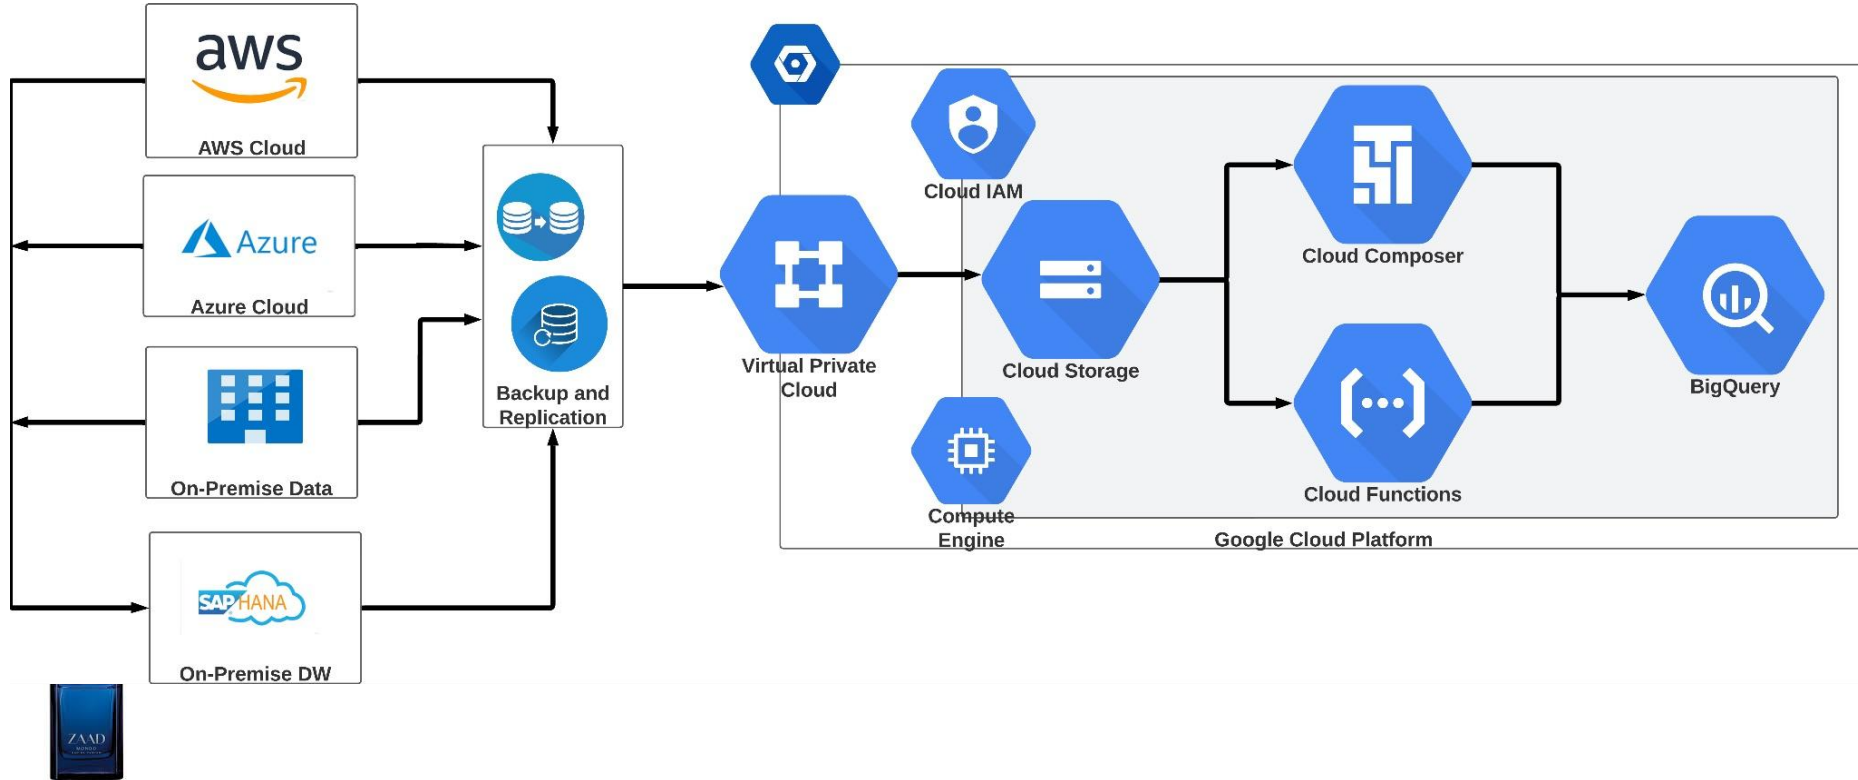 aws
AWS Cloud
Azure
Azure Cloud
On-Premise Data
SAP HANA
On-Premise DW
Backup and
Replication
Virtual Private
Cloud
Cloud IAM
Cloud Storage
Compute
Engine
Cloud Composer
Cloud Functions
BigQuery
Google Cloud Platform
ZAAD
MONDO